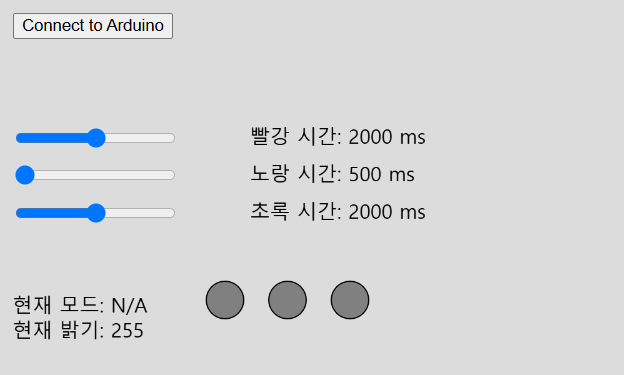 Connect to Arduino
빨강 시간: 2000 ms
노랑 시간: 500 ms
초록 시간: 2000 ms
현재 모드: N/A
현재 밝기: 255